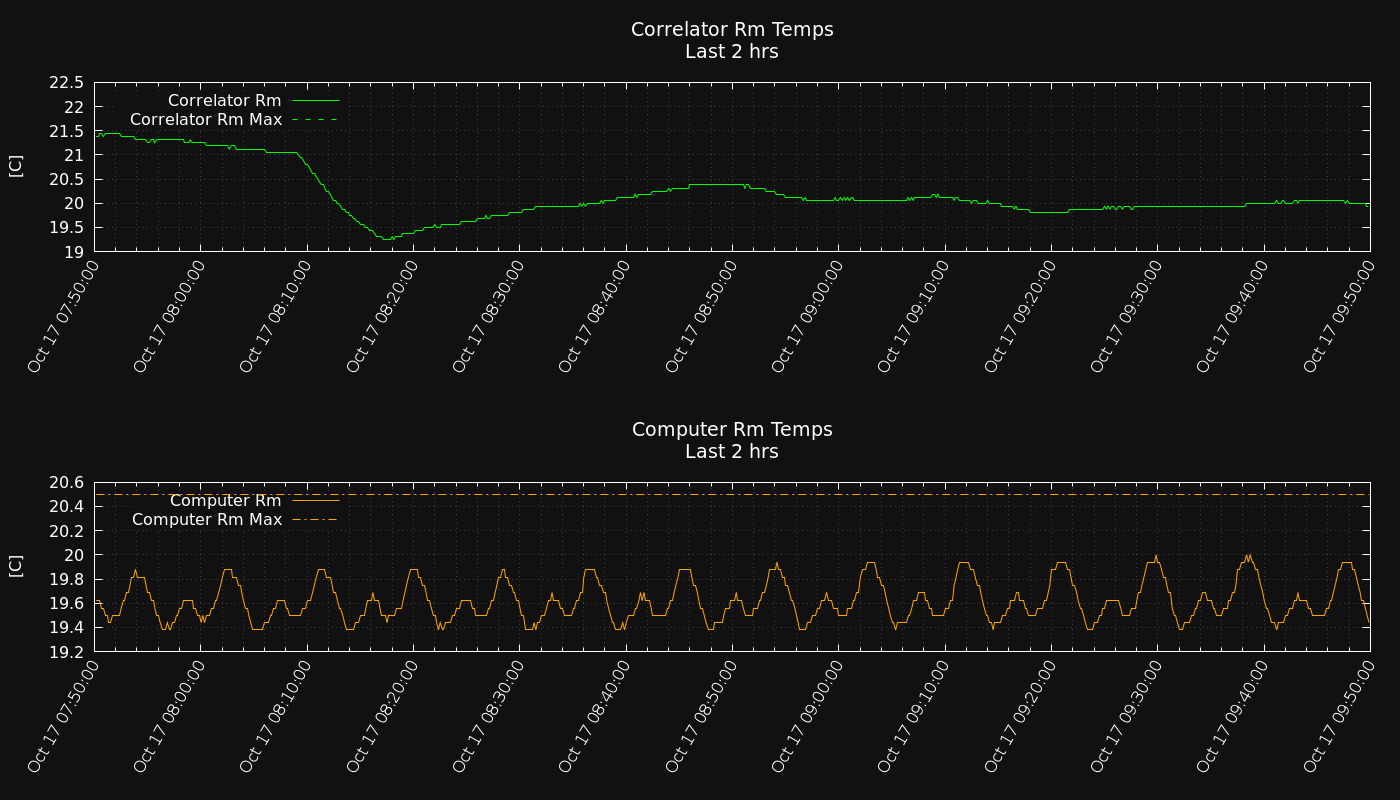 Correlator Rm Temps
Last 2 hrs
22.5
22
21.5
21
20.5
20
19.5
19
[C]
Correlator Rm
Correlator Rm Max
Oct 17 07:50:00
Oct 17 08:00:00
Oct 17 08:10:00
Oct 17 08:20:00
Oct 17 08:30:00
Oct 17 08:40:00
Oct 17 08:50:00
Oct 17 09:00:00
Oct 17 09:10:00
Oct 17 09:20:00
Oct 17 09:30:00
Oct 17 09:40:00
Oct 17 09:50:00
Computer Rm Temps
Last 2 hrs
20.6
20.4
20.2
20
19.8
19.6
19.4
19.2
[C]
Computer Rm
Computer Rm Max
Oct 17 07:50:00
Oct 17 08:00:00
Oct 17 08:10:00
Oct 17 08:20:00
Oct 17 08:30:00
Oct 17 08:40:00
Oct 17 08:50:00
Oct 17 09:00:00
Oct 17 09:10:00
Oct 17 09:20:00
Oct 17 09:30:00
Oct 17 09:40:00
Oct 17 09:50:00